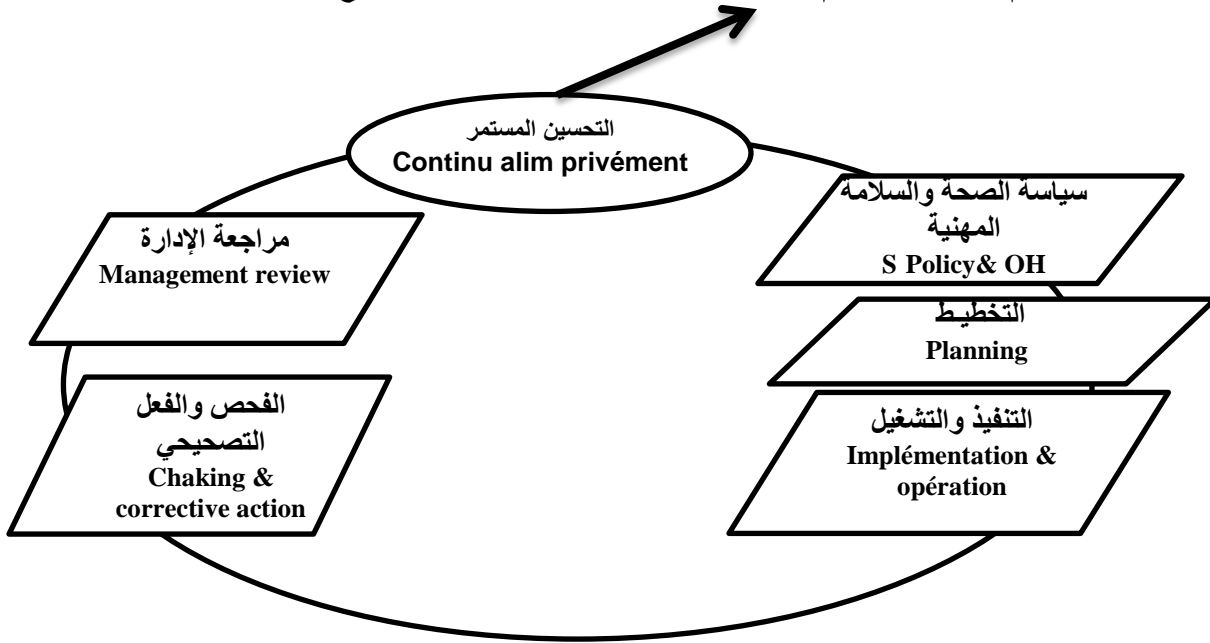 التحسين المستمر
Continu alim privément
سياسة الصحة والسلامة
المهنية
S Policy& OH
مراجعة الإدارة
Management review
التخطيـط
Planning
الفحص والفعل
التصحيحي
Chaking &
corrective action
التنفيذ والتشغيل
Implémentation &
opération